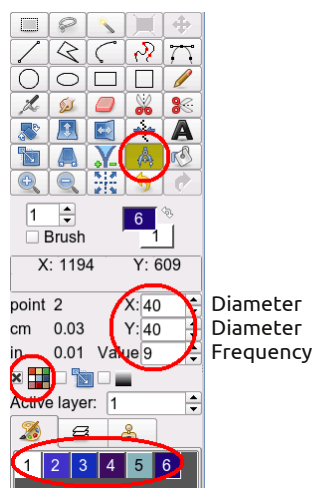 A
1
6
1
Brush
X: 1194 Y: 609
point 2 X: 40 Diameter
cm 0.03 Y: 40 Diameter
in 0.01 Value 9 Frequency
Active layer: 1
1 2 3 4 5 6